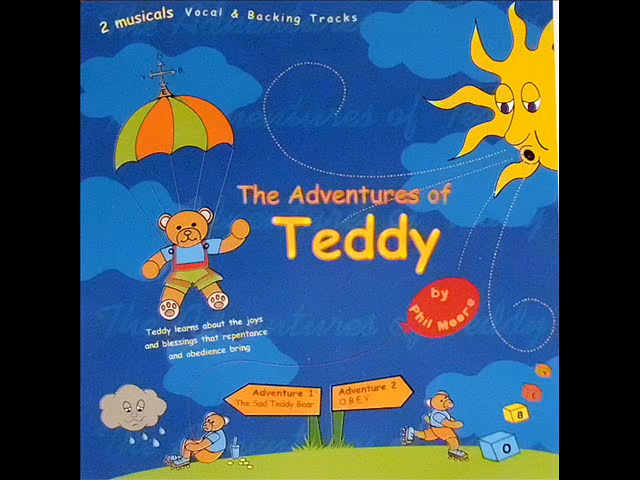 2 musicals Vocal & Backing Tracks
The Adventures of
Teddy
by
Phil Moore
Teddy learns about the joys
and blessings that repentance
and abedience bring
Adventure 1
The Sad Teddy Bear
Adventure 2
O.B.E.Y
B
O